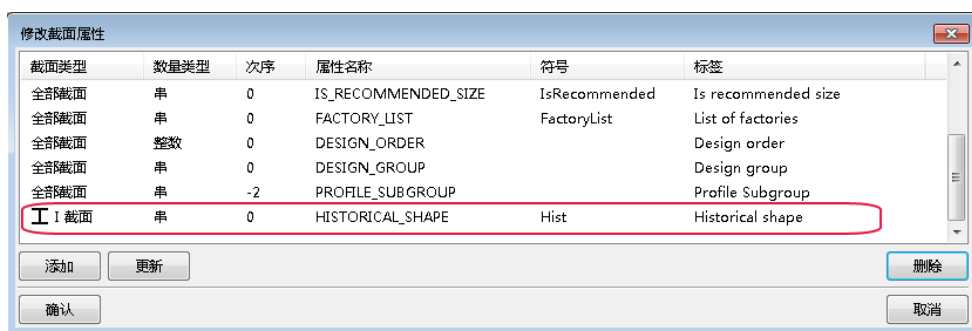 修改截面属性
截面类型 数量类型 次序 属性名称 符号 标签
全部截面 串 0 IS_RECOMMENDED_SIZE IsRecommended Is recommended size
全部截面 串 0 FACTORY_LIST FactoryList List of factories
全部截面 整数 0 DESIGN_ORDER Design order
全部截面 串 0 DESIGN_GROUP Design group
全部截面 串 -2 PROFILE_SUBGROUP Profile Subgroup
I 截面 串 0 HISTORICAL_SHAPE Hist Historical shape
添加 更新 删除
确认 取消